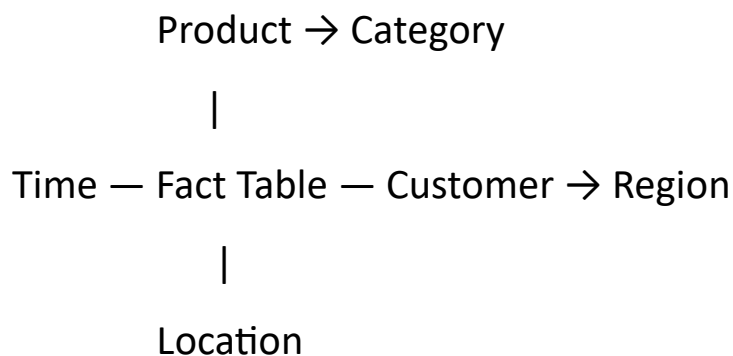 Product → Category
|
Time — Fact Table — Customer → Region
|
Location